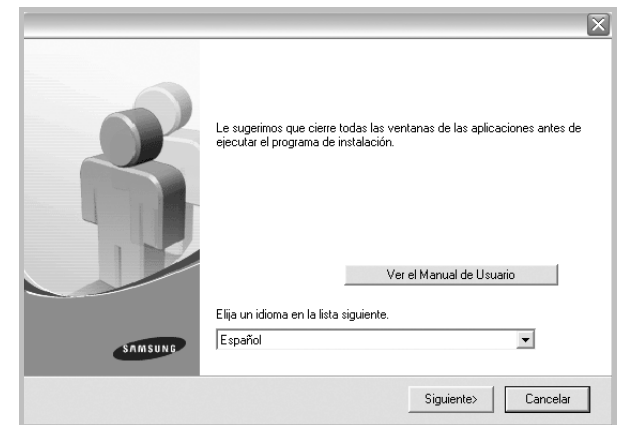 Le sugerimos que cierre todas las ventanas de las aplicaciones antes de
ejecutar el programa de instalación.
Ver el Manual de Usuario
Elija un idioma en la lista siguiente.
Español
SAMSUNG
Siguiente>
Cancelar